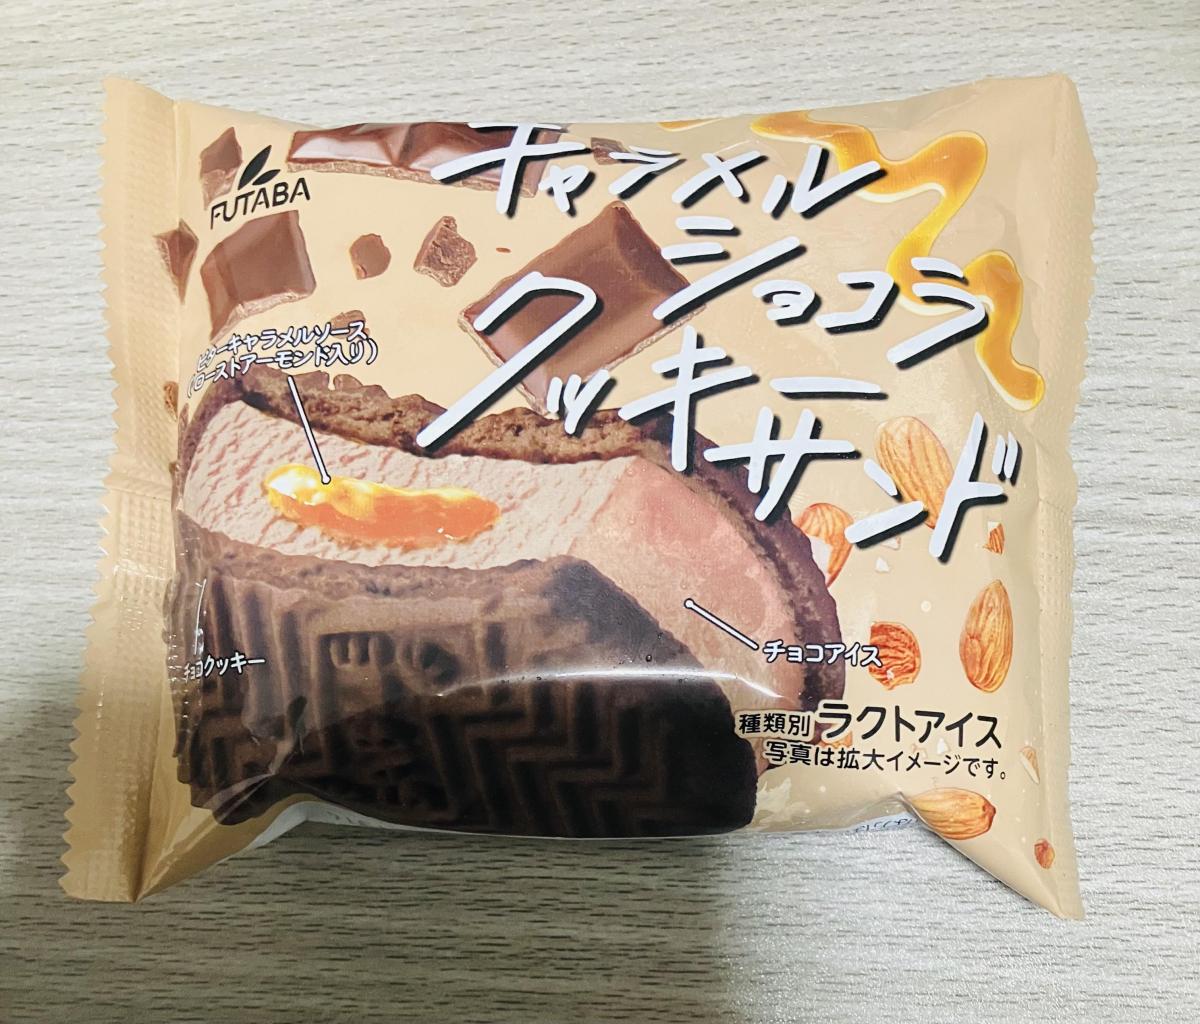 FUTABA
キャラメル
ショコラ
クッキーサンド
ビターキャラメルソース
(ローストアーモンド入り)
チョコアイス
チョコクッキー
種類別 ラクトアイス
写真は拡大イメージです。